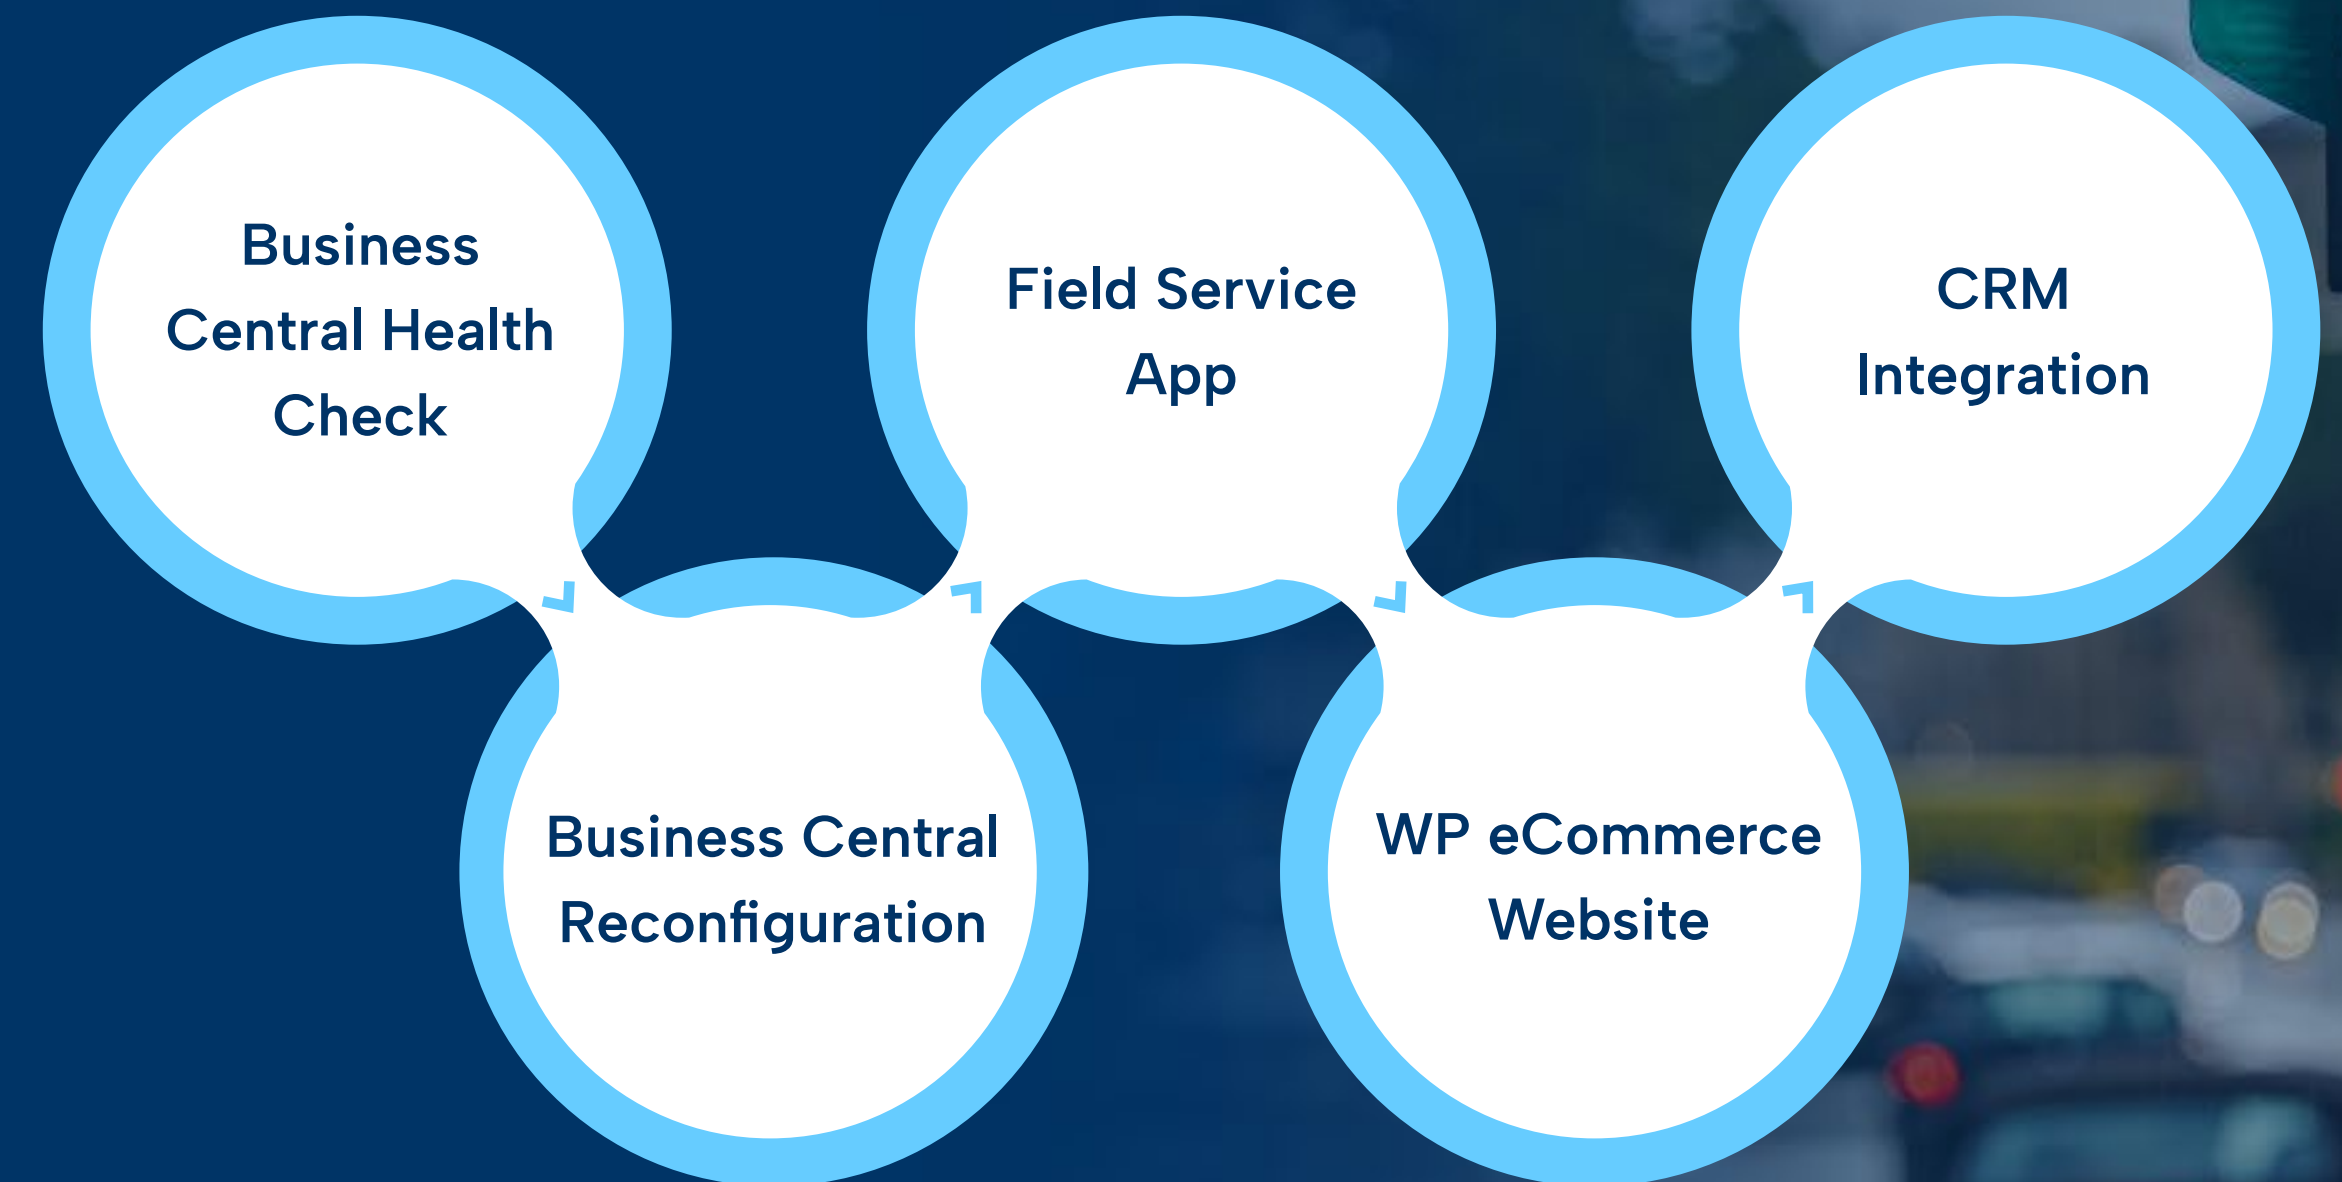 Business
Central Health
Check
Business Central
Reconfiguration
Field Service
App
WP eCommerce
Website
CRM
Integration